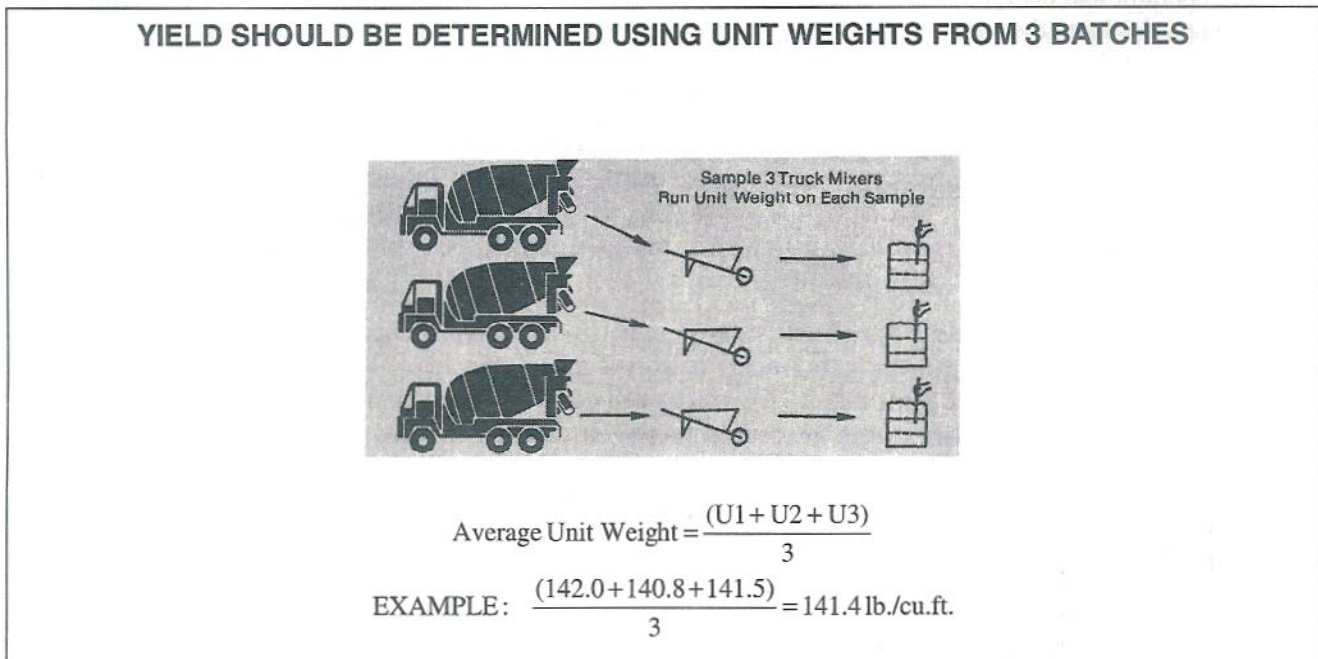 YIELD SHOULD BE DETERMINED USING UNIT WEIGHTS FROM 3 BATCHES
Sample 3 Truck Mixers
Run Unit Weight on Each Sample
Average Unit Weight = (U1 + U2 + U3) / 3
EXAMPLE: (142.0 + 140.8 + 141.5) / 3 = 141.4 lb./cu.ft.